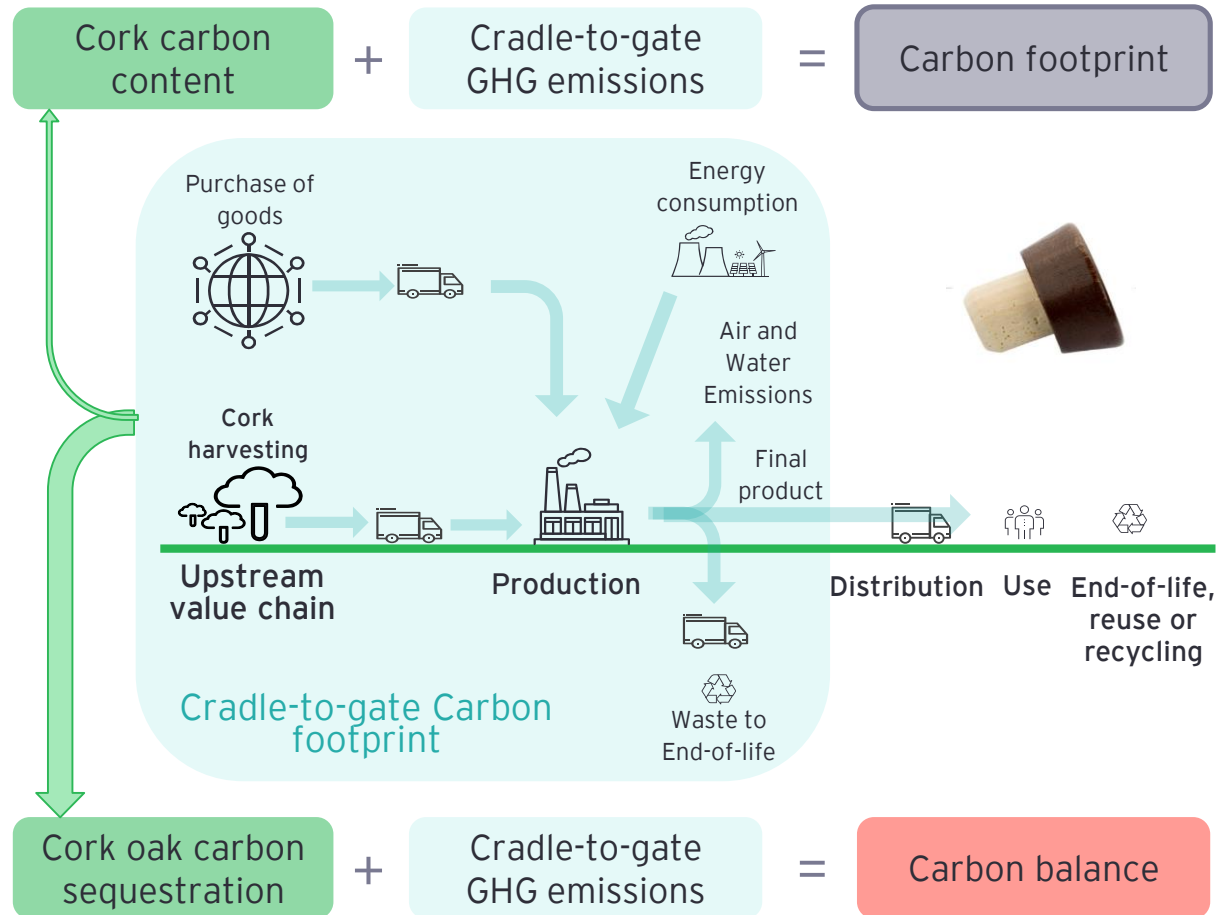 Cork carbon
content
+
Cradle-to-gate
GHG emissions
=
Carbon footprint
Purchase of
goods
Energy
consumption
Air and
Water
Emissions
Cork
harvesting
Final
product
Upstream
value chain
Production
Distribution
Use
End-of-life,
reuse or
recycling
Cradle-to-gate Carbon
footprint
Waste to
End-of-life
Cork oak carbon
sequestration
+
Cradle-to-gate
GHG emissions
=
Carbon balance